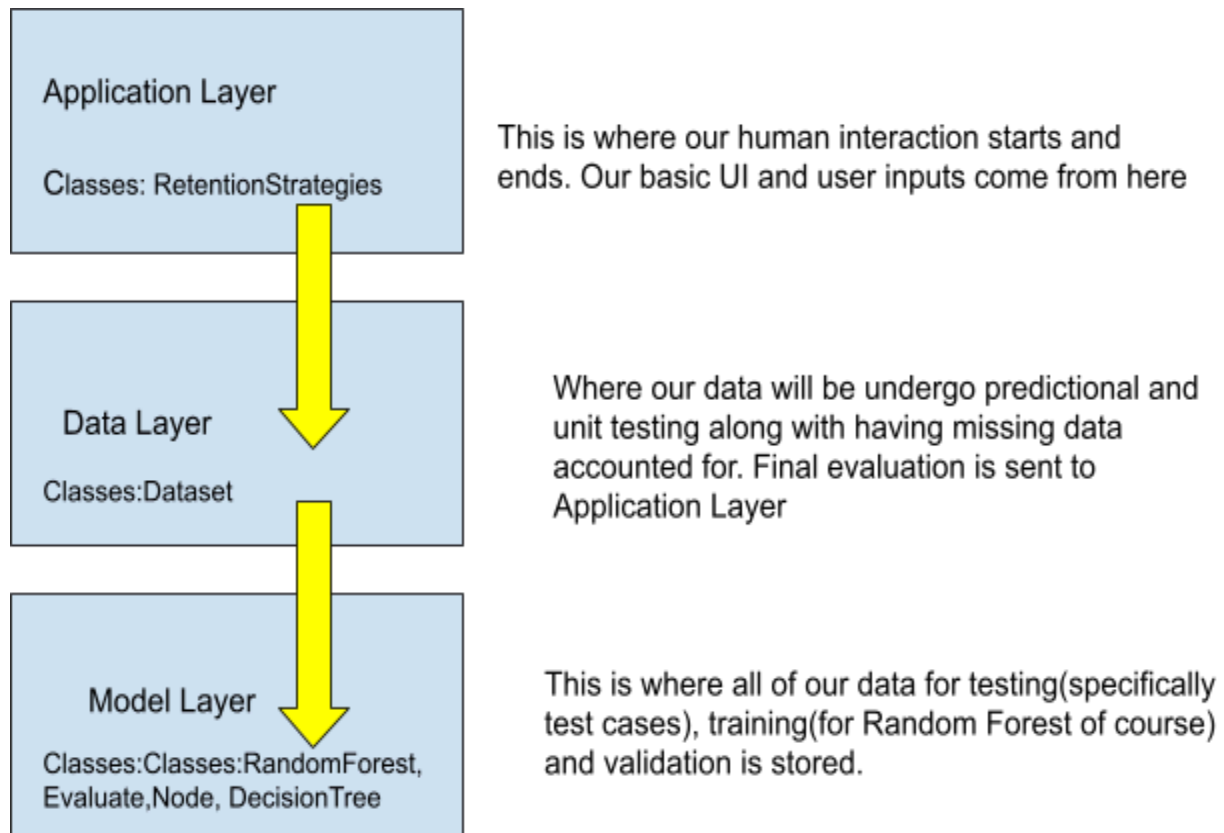 Application Layer
Classes: RetentionStrategies
This is where our human interaction starts and
ends. Our basic UI and user inputs come from here
Data Layer
Classes:Dataset
Where our data will be undergo predictional and
unit testing along with having missing data
accounted for. Final evaluation is sent to
Application Layer
Model Layer
Classes:Classes:RandomForest,
Evaluate,Node, DecisionTree
This is where all of our data for testing(specifically
test cases), training(for Random Forest of course)
and validation is stored.